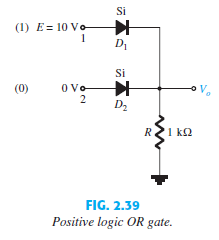 Si
(1) E = 10 V
1
D1
Si
(0) 0 V
2
D2
Vo
R 1 kΩ
FIG. 2.39
Positive logic OR gate.